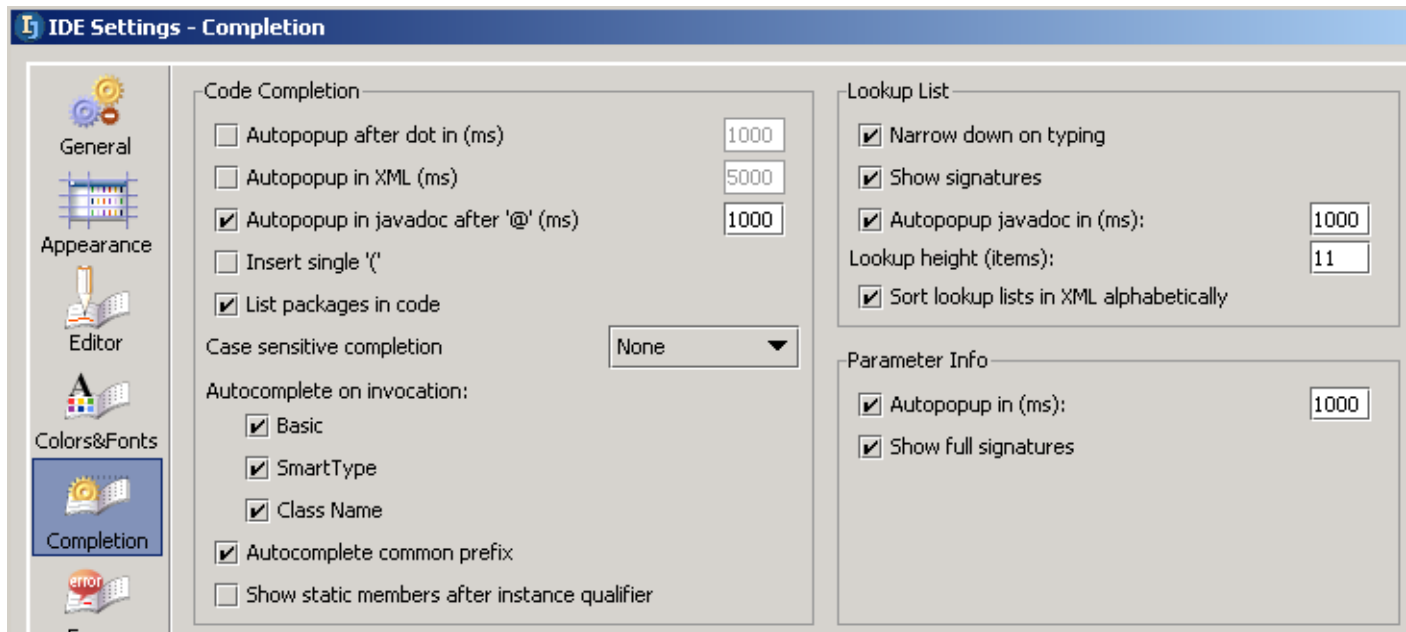 IDE Settings - Completion
General
Appearance
Editor
Colors&Fonts
Completion
error
Code Completion
Autopopup after dot in (ms) 1000
Autopopup in XML (ms) 5000
Autopopup in javadoc after '@' (ms) 1000
Insert single '('
List packages in code
Case sensitive completion None
Autocomplete on invocation:
Basic
SmartType
Class Name
Autocomplete common prefix
Show static members after instance qualifier
Lookup List
Narrow down on typing
Show signatures
Autopopup javadoc in (ms): 1000
Lookup height (items): 11
Sort lookup lists in XML alphabetically
Parameter Info
Autopopup in (ms): 1000
Show full signatures